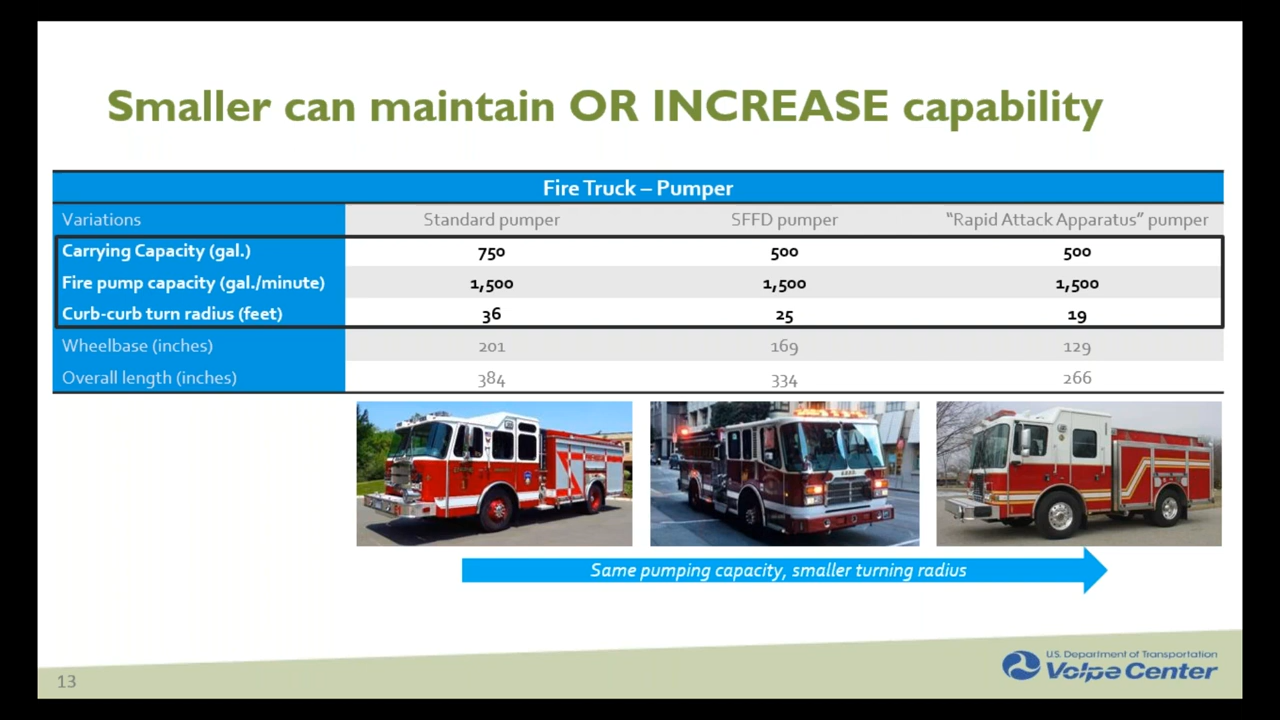 Smaller can maintain OR INCREASE capability
Fire Truck – Pumper
Variations Standard pumper SFFD pumper “Rapid Attack Apparatus” pumper
Carrying Capacity (gal.) 750 500 500
Fire pump capacity (gal./minute) 1,500 1,500 1,500
Curb-curb turn radius (feet) 36 25 19
Wheelbase (inches) 201 169 129
Overall length (inches) 384 334 266
Same pumping capacity, smaller turning radius
U.S. Department of Transportation
Volpe Center
13